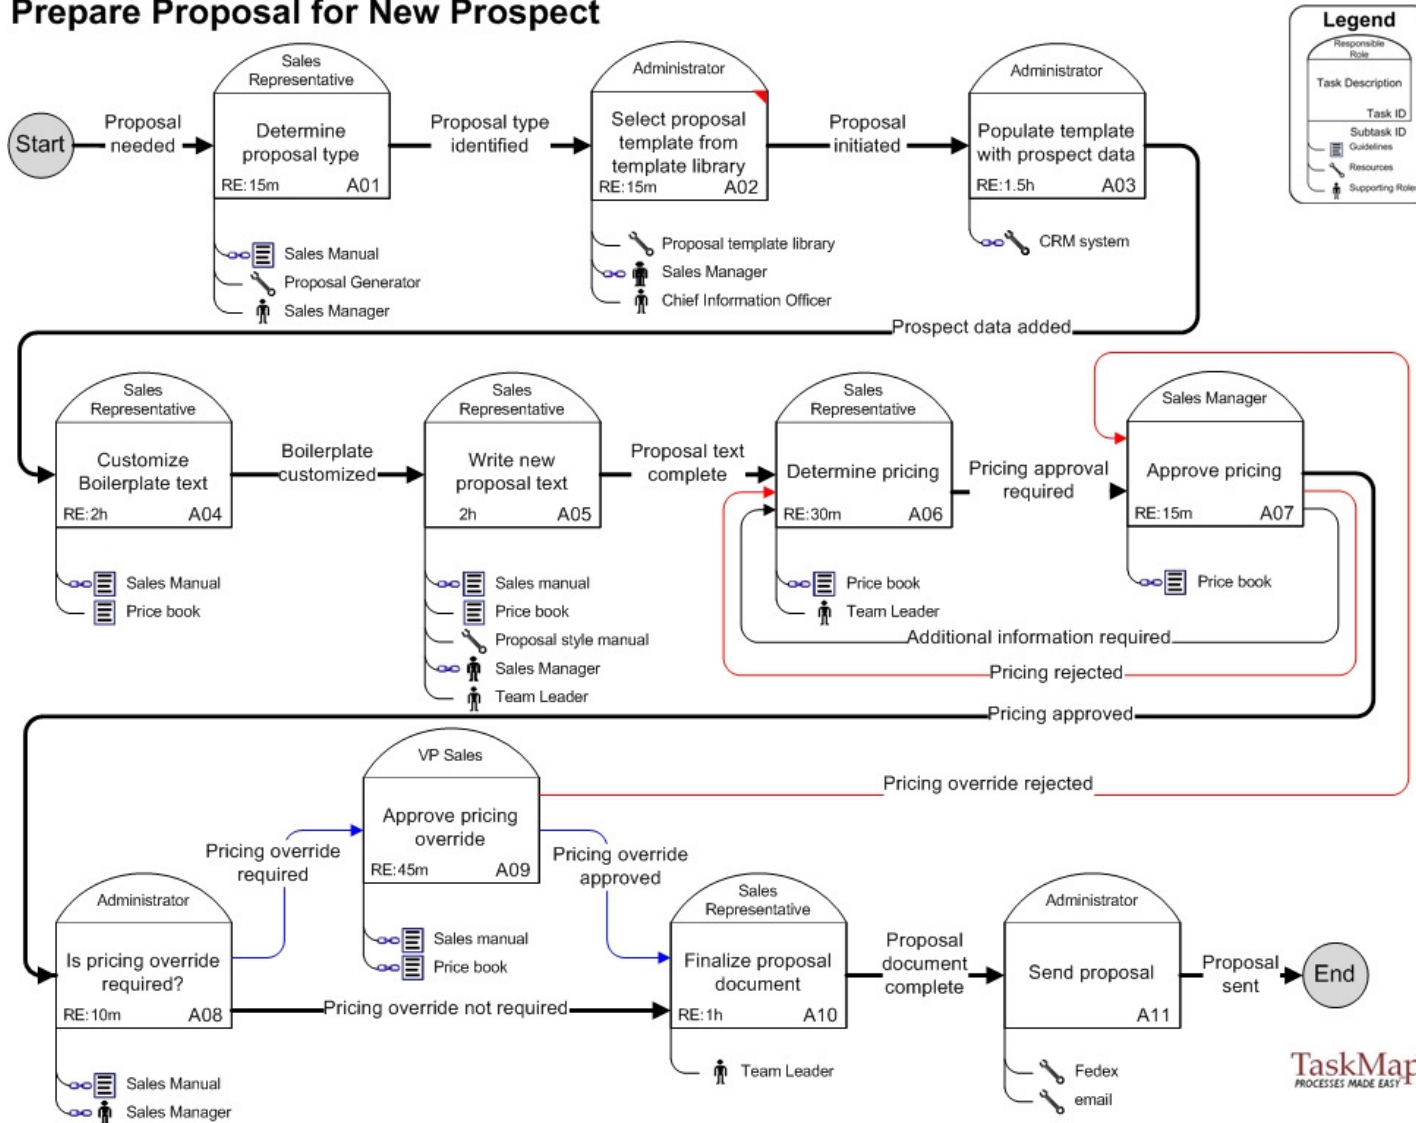 Prepare Proposal for New Prospect
Legend
Responsible
Role
Task Description
Task ID
Subtask ID
Guidelines
Resources
Supporting Roles
Start
Proposal
needed
Sales
Representative
Determine
proposal type
RE:15m
A01
Sales Manual
Proposal Generator
Sales Manager
Proposal type
identified
Administrator
Select proposal
template from
template library
RE:15m
A02
Proposal template library
Sales Manager
Chief Information Officer
Proposal
initiated
Administrator
Populate template
with prospect data
RE:1.5h
A03
CRM system
Prospect data added
Sales
Representative
Customize
Boilerplate text
RE:2h
A04
Sales Manual
Price book
Boilerplate
customized
Sales
Representative
Write new
proposal text
2h
A05
Sales manual
Price book
Proposal style manual
Sales Manager
Team Leader
Proposal text
complete
Sales
Representative
Determine pricing
RE:30m
A06
Price book
Team Leader
Pricing approval
required
Sales Manager
Approve pricing
RE:15m
A07
Price book
Additional information required
Pricing rejected
Pricing approved
Pricing override rejected
Administrator
Is pricing override
required?
RE:10m
A08
Sales Manual
Sales Manager
Pricing override
required
VP Sales
Approve pricing
override
RE:45m
A09
Sales manual
Price book
Pricing override
approved
Pricing override not required
Sales
Representative
Finalize proposal
document
RE:1h
A10
Team Leader
Proposal
document
complete
Administrator
Send proposal
A11
Fedex
email
Proposal
sent
End
TaskMap
PROCESSES MADE EASY